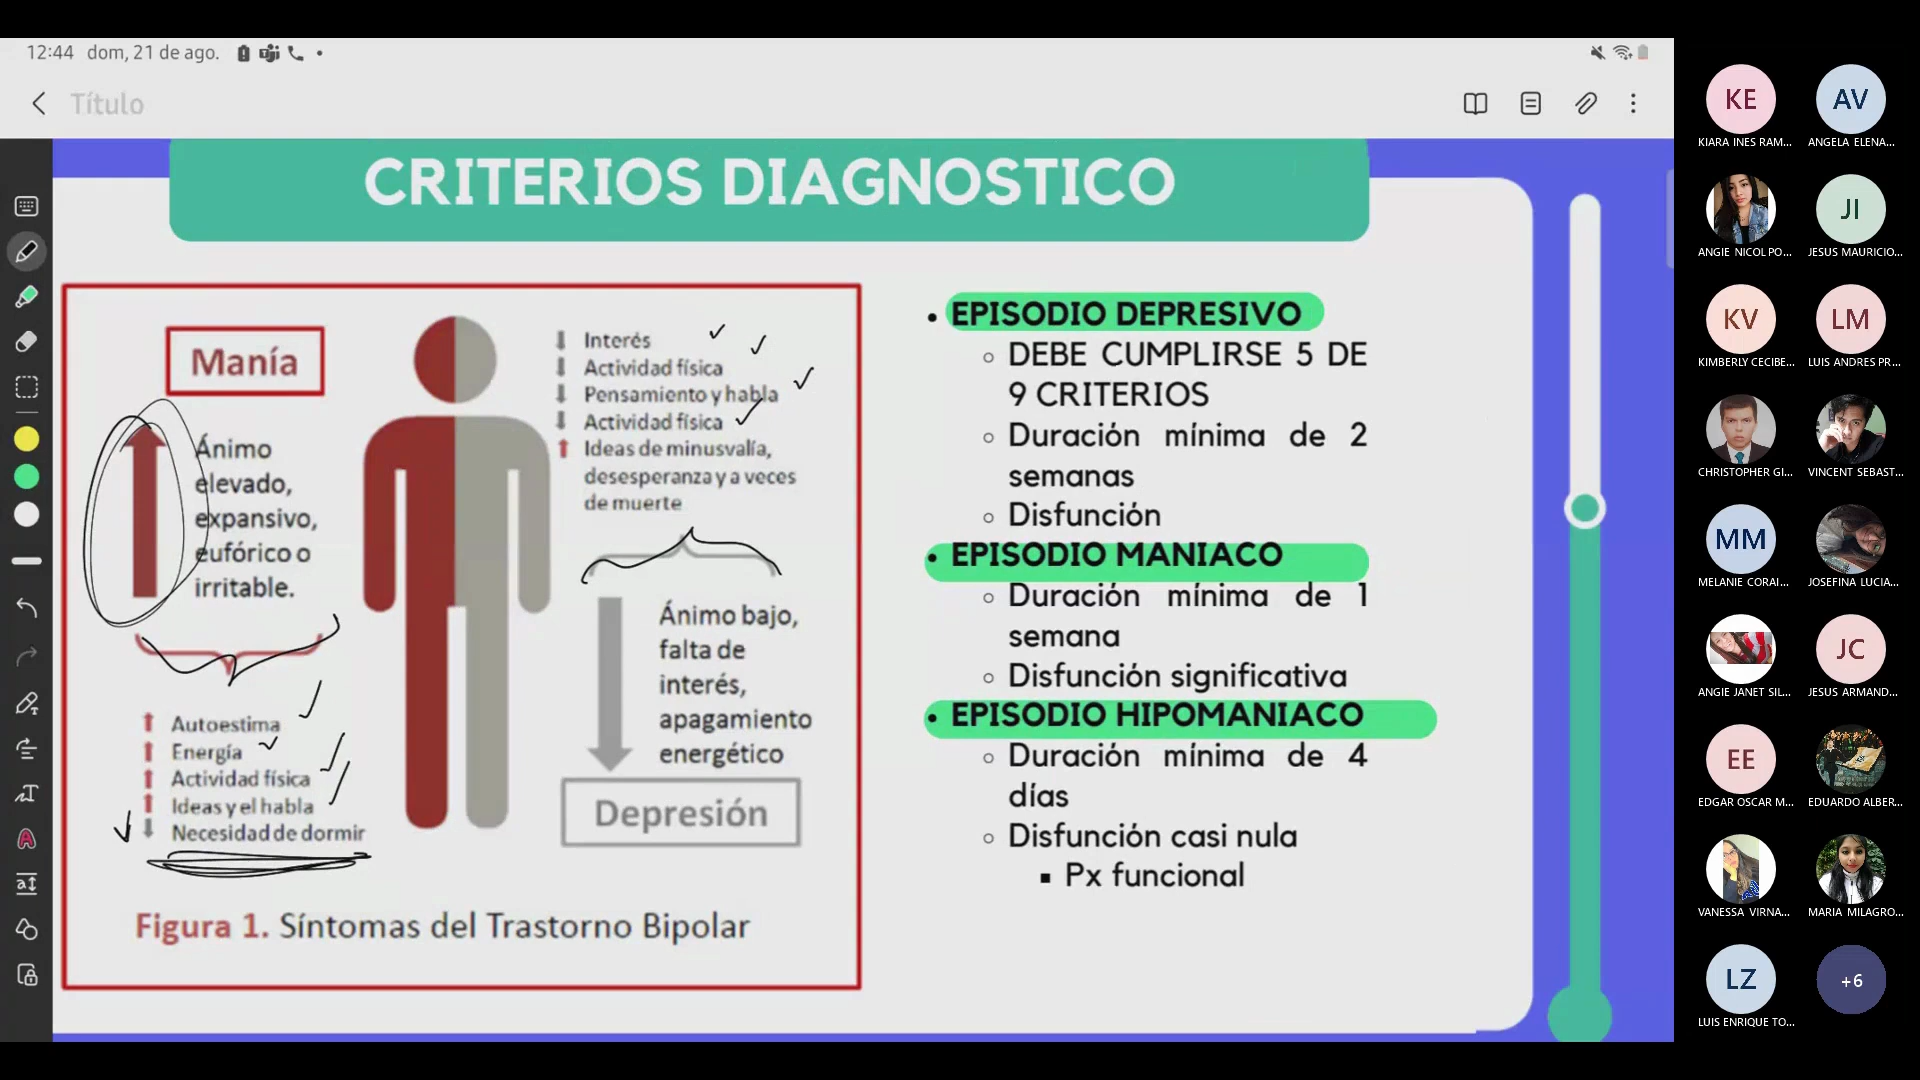 12:44 dom, 21 de ago.
Título
CRITERIOS DIAGNOSTICO
Manía
Ánimo
elevado,
expansivo,
eufórico o
irritable.
Autoestima
Energía
Actividad física
Ideas y el habla
Necesidad de dormir
Interés
Actividad física
Pensamiento y habla
Actividad física
Ideas de minusvalía,
desesperanza y a veces
de muerte
Ánimo bajo,
falta de
interés,
apagamiento
energético
Depresión
Figura 1. Síntomas del Trastorno Bipolar
• EPISODIO DEPRESIVO
DEBE CUMPLIRSE 5 DE
9 CRITERIOS
Duración mínima de 2
semanas
Disfunción
• EPISODIO MANIACO
Duración mínima de 1
semana
Disfunción significativa
• EPISODIO HIPOMANIACO
Duración mínima de 4
días
Disfunción casi nula
Px funcional
KE AV
KIARA INES RAM... ANGELA ELENA...
JI
ANGIE NICOL PO... JESUS MAURICIO...
KV LM
KIMBERLY CECIBE... LUIS ANDRES PR...
CHRISTOPHER GI... VINCENT SEBAST...
MM
MELANIE CORAI... JOSEFINA LUCIA...
JC
ANGIE JANET SIL... JESUS ARMAND...
EE
EDGAR OSCAR M... EDUARDO ALBER...
VANESSA VIRNA... MARIA MILAGRO...
LZ +6
LUIS ENRIQUE TO...